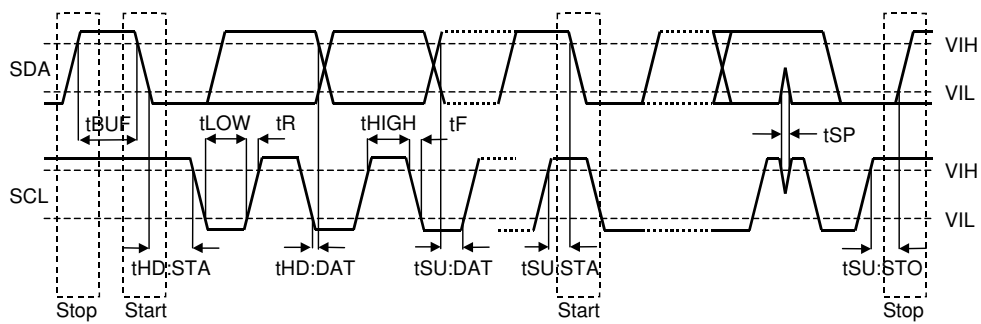 VIH
SDA
VIL
tBUF
tLOW
tR
tHIGH
tF
tSP
VIH
SCL
VIL
tHD:STA
tHD:DAT
tSU:DAT
tSU:STA
tSU:STO
Stop
Start
Start
Stop